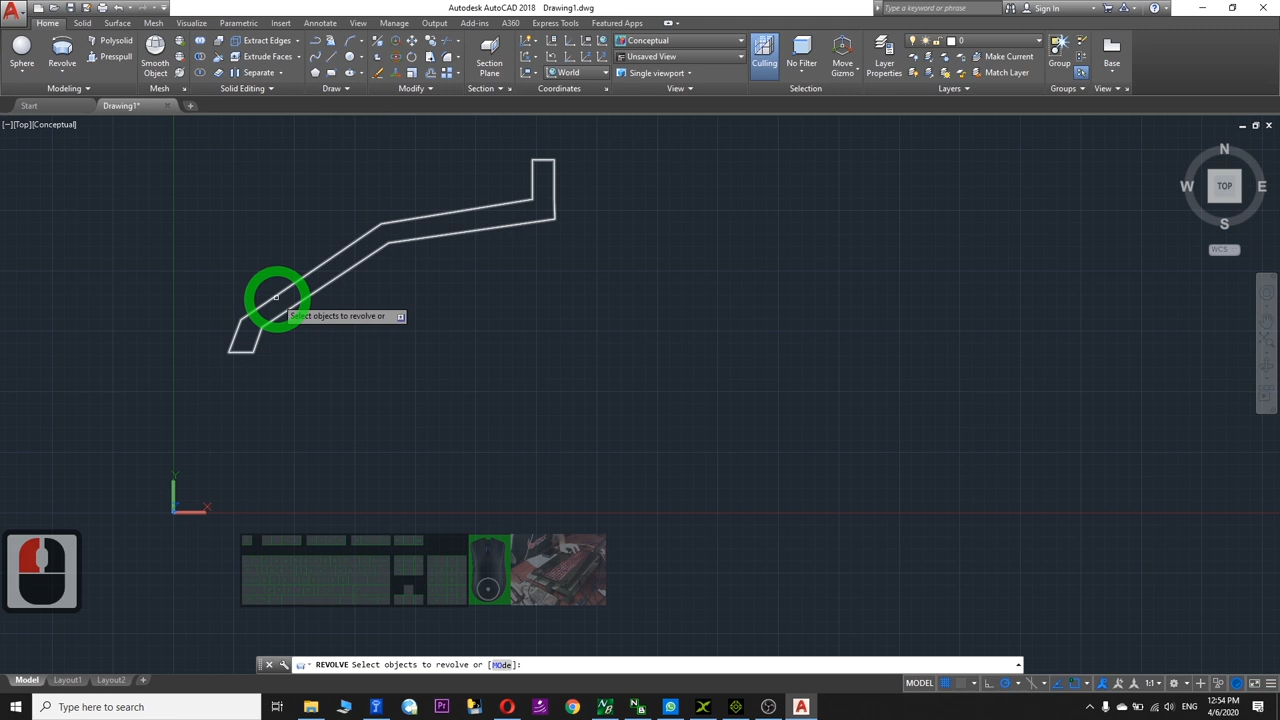 Autodesk AutoCAD 2018 Drawing1.dwg
Type a keyword or phrase
Sign In
Home Solid Surface Mesh Visualize Parametric Insert Annotate View Manage Output Add-ins A360 Express Tools Featured Apps
Sphere
Revolve
Polysolid
Presspull
Smooth
Object
Extract Edges
Extrude Faces
Separate
Section
Plane
World
Conceptual
Unsaved View
Single viewport
Culling
No Filter
Move
Gizmo
Layer
Properties
0
Make Current
Match Layer
Group
Base
Modeling Mesh Solid Editing Draw Modify Section Coordinates View Selection Layers Groups View
Start Drawing1*
[−][Top][Conceptual]
N
W TOP E
S
WCS
Select objects to revolve or
Y
X
REVOLVE Select objects to revolve or [MOde]:
Model Layout1 Layout2
MODEL 1:1
Type here to search
12:54 PM
4/6/2020